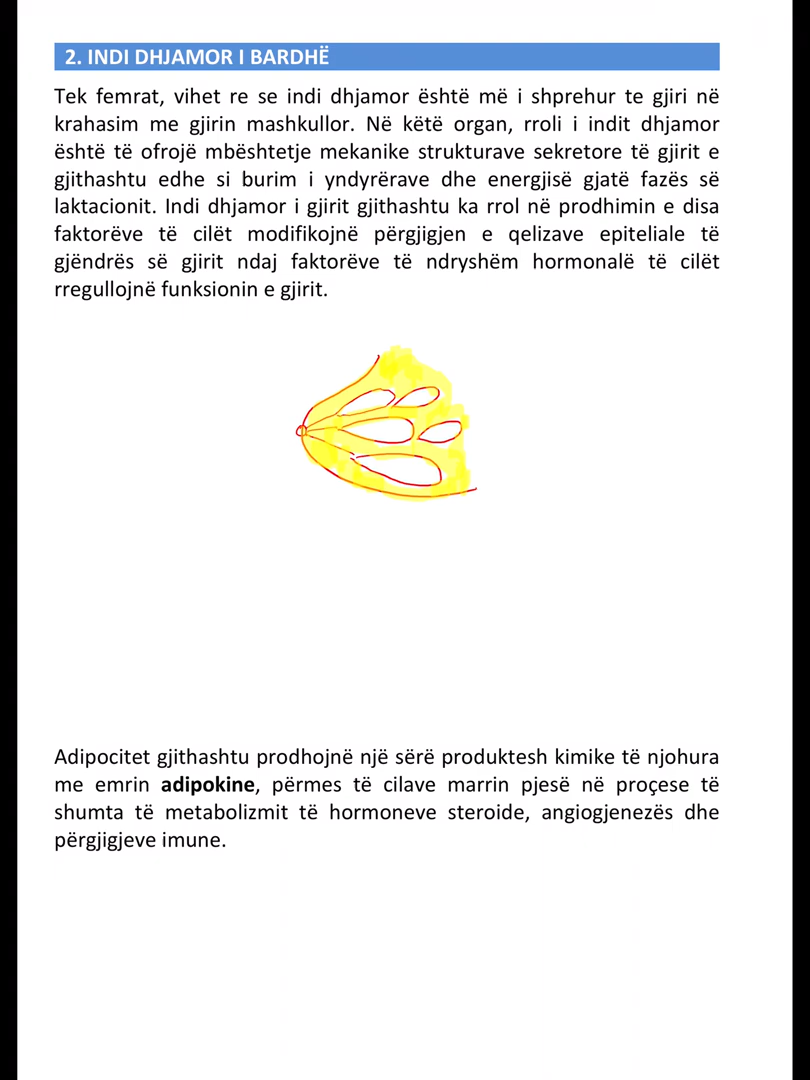 2. INDI DHJAMOR I BARDHË
Tek femrat, vihet re se indi dhjamor është më i shprehur te gjiri në
krahasim me gjirin mashkullor. Në këtë organ, rroli i indit dhjamor
është të ofrojë mbështetje mekanike strukturave sekretore të gjirit e
gjithashtu edhe si burim i yndyrërave dhe energjisë gjatë fazës së
laktacionit. Indi dhjamor i gjirit gjithashtu ka rrol në prodhimin e disa
faktorëve të cilët modifikojnë përgjigjen e qelizave epiteliale të
gjëndrës së gjirit ndaj faktorëve të ndryshëm hormonalë të cilët
rregullojnë funksionin e gjirit.
Adipocitet gjithashtu prodhojnë një sërë produktesh kimike të njohura
me emrin adipokine, përmes të cilave marrin pjesë në proçese të
shumta të metabolizmit të hormoneve steroide, angiogjenezës dhe
përgjigjeve imune.